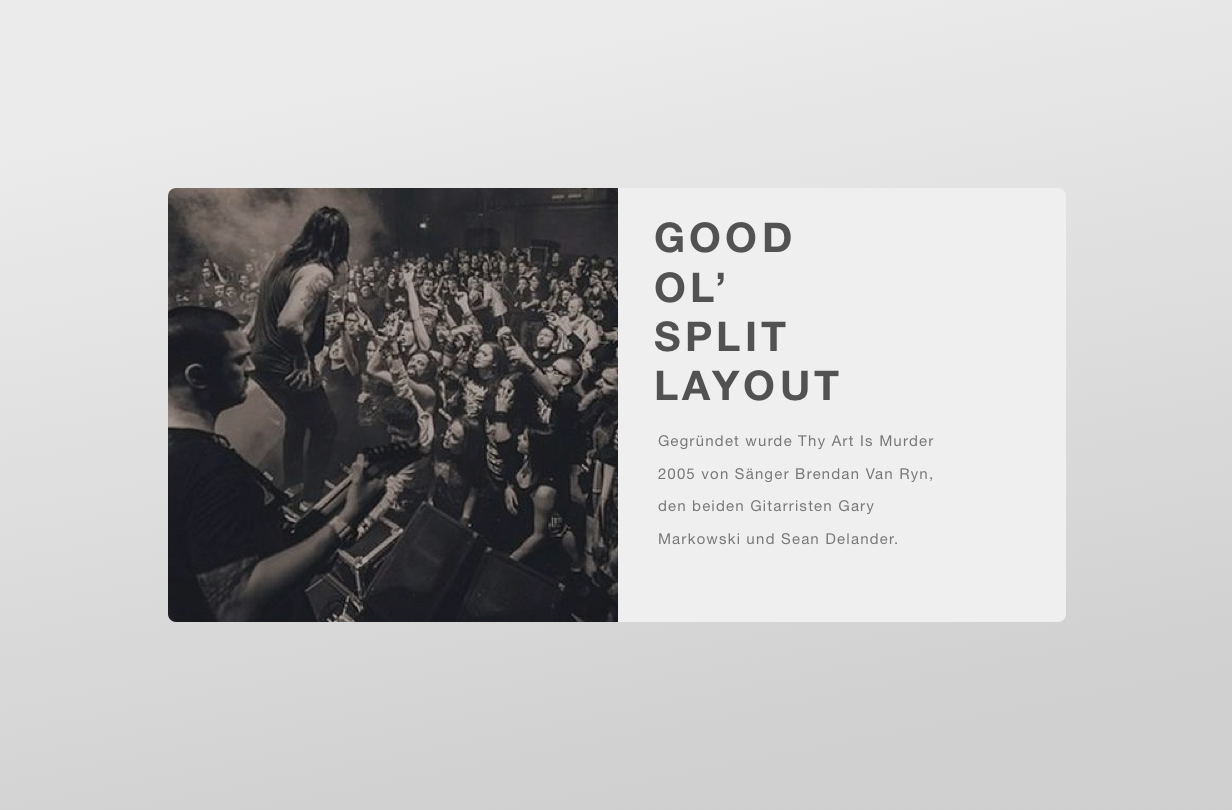 GOOD
OL’
SPLIT
LAYOUT
Gegründet wurde Thy Art Is Murder
2005 von Sänger Brendan Van Ryn,
den beiden Gitarristen Gary
Markowski und Sean Delander.